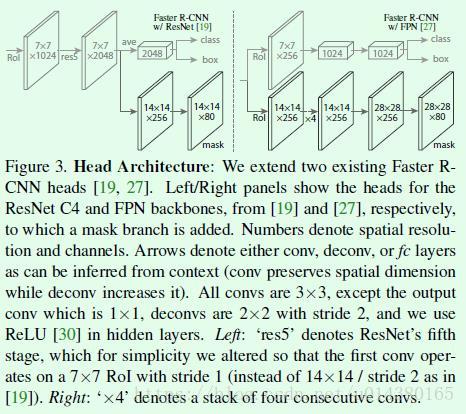 Faster R-CNN
w/ ResNet [19]
RoI
7×7
×1024
res5
7×7
×2048
ave
2048
class
box
14×14
×256
14×14
×80
mask
Faster R-CNN
w/ FPN [27]
RoI
7×7
×256
1024
1024
class
box
RoI
14×14
×256
×4
14×14
×256
28×28
×256
28×28
×80
mask
Figure 3. Head Architecture: We extend two existing Faster R-
CNN heads [19, 27]. Left/Right panels show the heads for the
ResNet C4 and FPN backbones, from [19] and [27], respectively,
to which a mask branch is added. Numbers denote spatial resolu-
tion and channels. Arrows denote either conv, deconv, or fc layers
as can be inferred from context (conv preserves spatial dimension
while deconv increases it). All convs are 3×3, except the output
conv which is 1×1, deconvs are 2×2 with stride 2, and we use
ReLU [30] in hidden layers. Left: ‘res5’ denotes ResNet's fifth
stage, which for simplicity we altered so that the first conv oper-
ates on a 7×7 RoI with stride 1 (instead of 14×14 / stride 2 as in
[19]). Right: ‘×4’ denotes a stack of four consecutive convs.